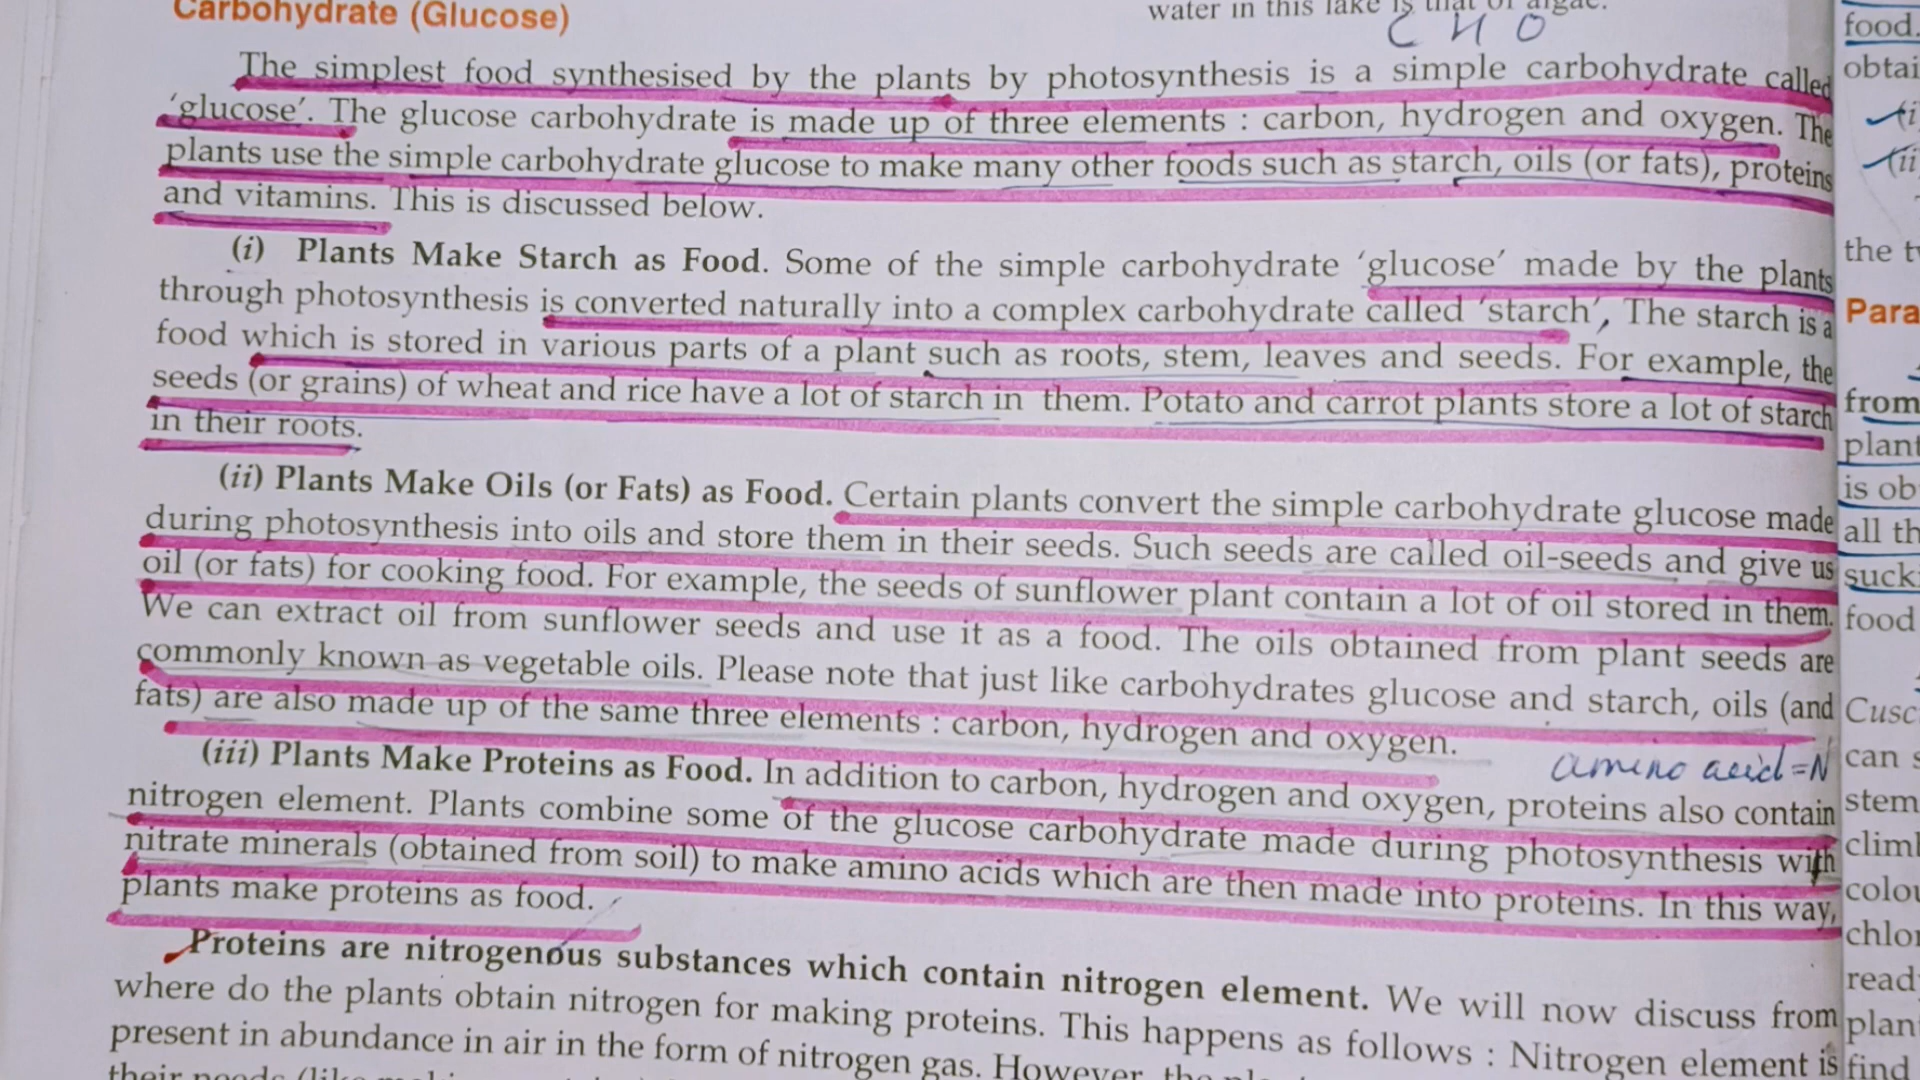 Carbohydrate (Glucose)
water in this lake is that of algae.
C H O
The simplest food synthesised by the plants by photosynthesis is a simple carbohydrate called
‘glucose’. The glucose carbohydrate is made up of three elements : carbon, hydrogen and oxygen. The
plants use the simple carbohydrate glucose to make many other foods such as starch, oils (or fats), proteins
and vitamins. This is discussed below.
(i) Plants Make Starch as Food. Some of the simple carbohydrate ‘glucose’ made by the plants
through photosynthesis is converted naturally into a complex carbohydrate called ‘starch’, The starch is a
food which is stored in various parts of a plant such as roots, stem, leaves and seeds. For example, the
seeds (or grains) of wheat and rice have a lot of starch in them. Potato and carrot plants store a lot of starch
in their roots.
(ii) Plants Make Oils (or Fats) as Food. Certain plants convert the simple carbohydrate glucose made
during photosynthesis into oils and store them in their seeds. Such seeds are called oil-seeds and give us
oil (or fats) for cooking food. For example, the seeds of sunflower plant contain a lot of oil stored in them.
We can extract oil from sunflower seeds and use it as a food. The oils obtained from plant seeds are
commonly known as vegetable oils. Please note that just like carbohydrates glucose and starch, oils (and
fats) are also made up of the same three elements : carbon, hydrogen and oxygen.
amino acid = N
(iii) Plants Make Proteins as Food. In addition to carbon, hydrogen and oxygen, proteins also contain
nitrogen element. Plants combine some of the glucose carbohydrate made during photosynthesis with
nitrate minerals (obtained from soil) to make amino acids which are then made into proteins. In this way,
plants make proteins as food.
Proteins are nitrogenous substances which contain nitrogen element. We will now discuss from
where do the plants obtain nitrogen for making proteins. This happens as follows : Nitrogen element is
present in abundance in air in the form of nitrogen gas. However, the
their needs
food.
obtai
(i
(ii
the t
Para
from
plant
is ob
all th
suck
food
Cusc
can s
stem
clim
colou
chlor
read
plan
find